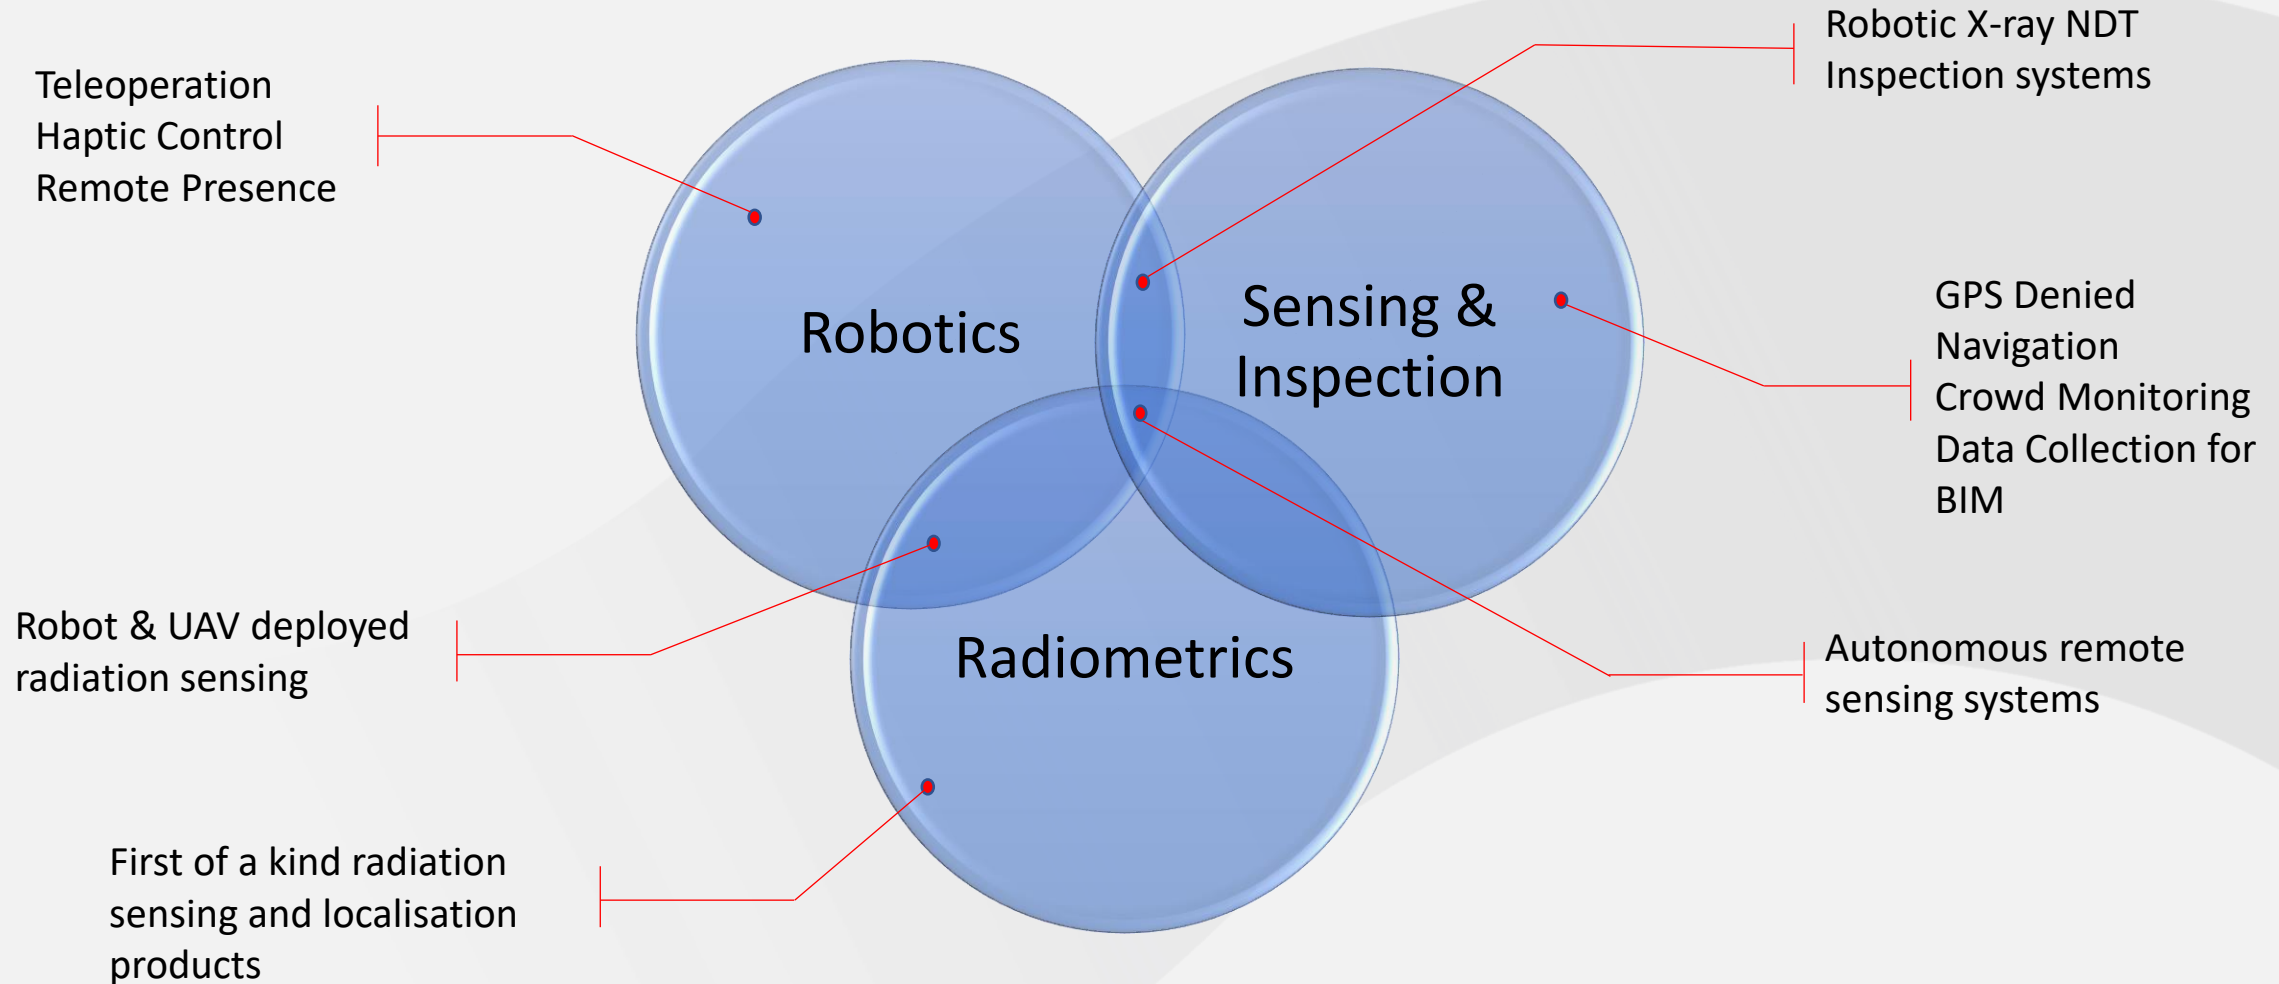 Teleoperation
Haptic Control
Remote Presence
Robotic X-ray NDT
Inspection systems
Robotics
Sensing &
Inspection
GPS Denied
Navigation
Crowd Monitoring
Data Collection for
BIM
Robot & UAV deployed
radiation sensing
Radiometrics
Autonomous remote
sensing systems
First of a kind radiation
sensing and localisation
products